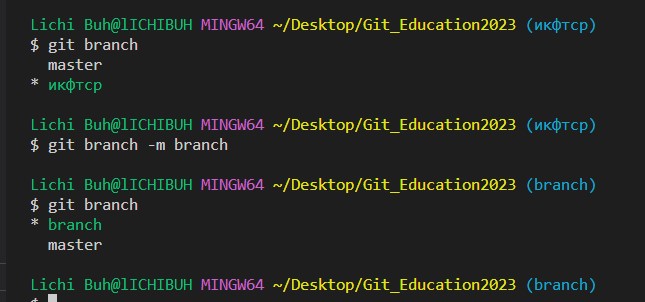 Lichi Buh@lICHIBUH MINGW64 ~/Desktop/Git_Education2023 (икфтср)
$ git branch
  master
* икфтср
Lichi Buh@lICHIBUH MINGW64 ~/Desktop/Git_Education2023 (икфтср)
$ git branch -m branch
Lichi Buh@lICHIBUH MINGW64 ~/Desktop/Git_Education2023 (branch)
$ git branch
* branch
  master
Lichi Buh@lICHIBUH MINGW64 ~/Desktop/Git_Education2023 (branch)
$